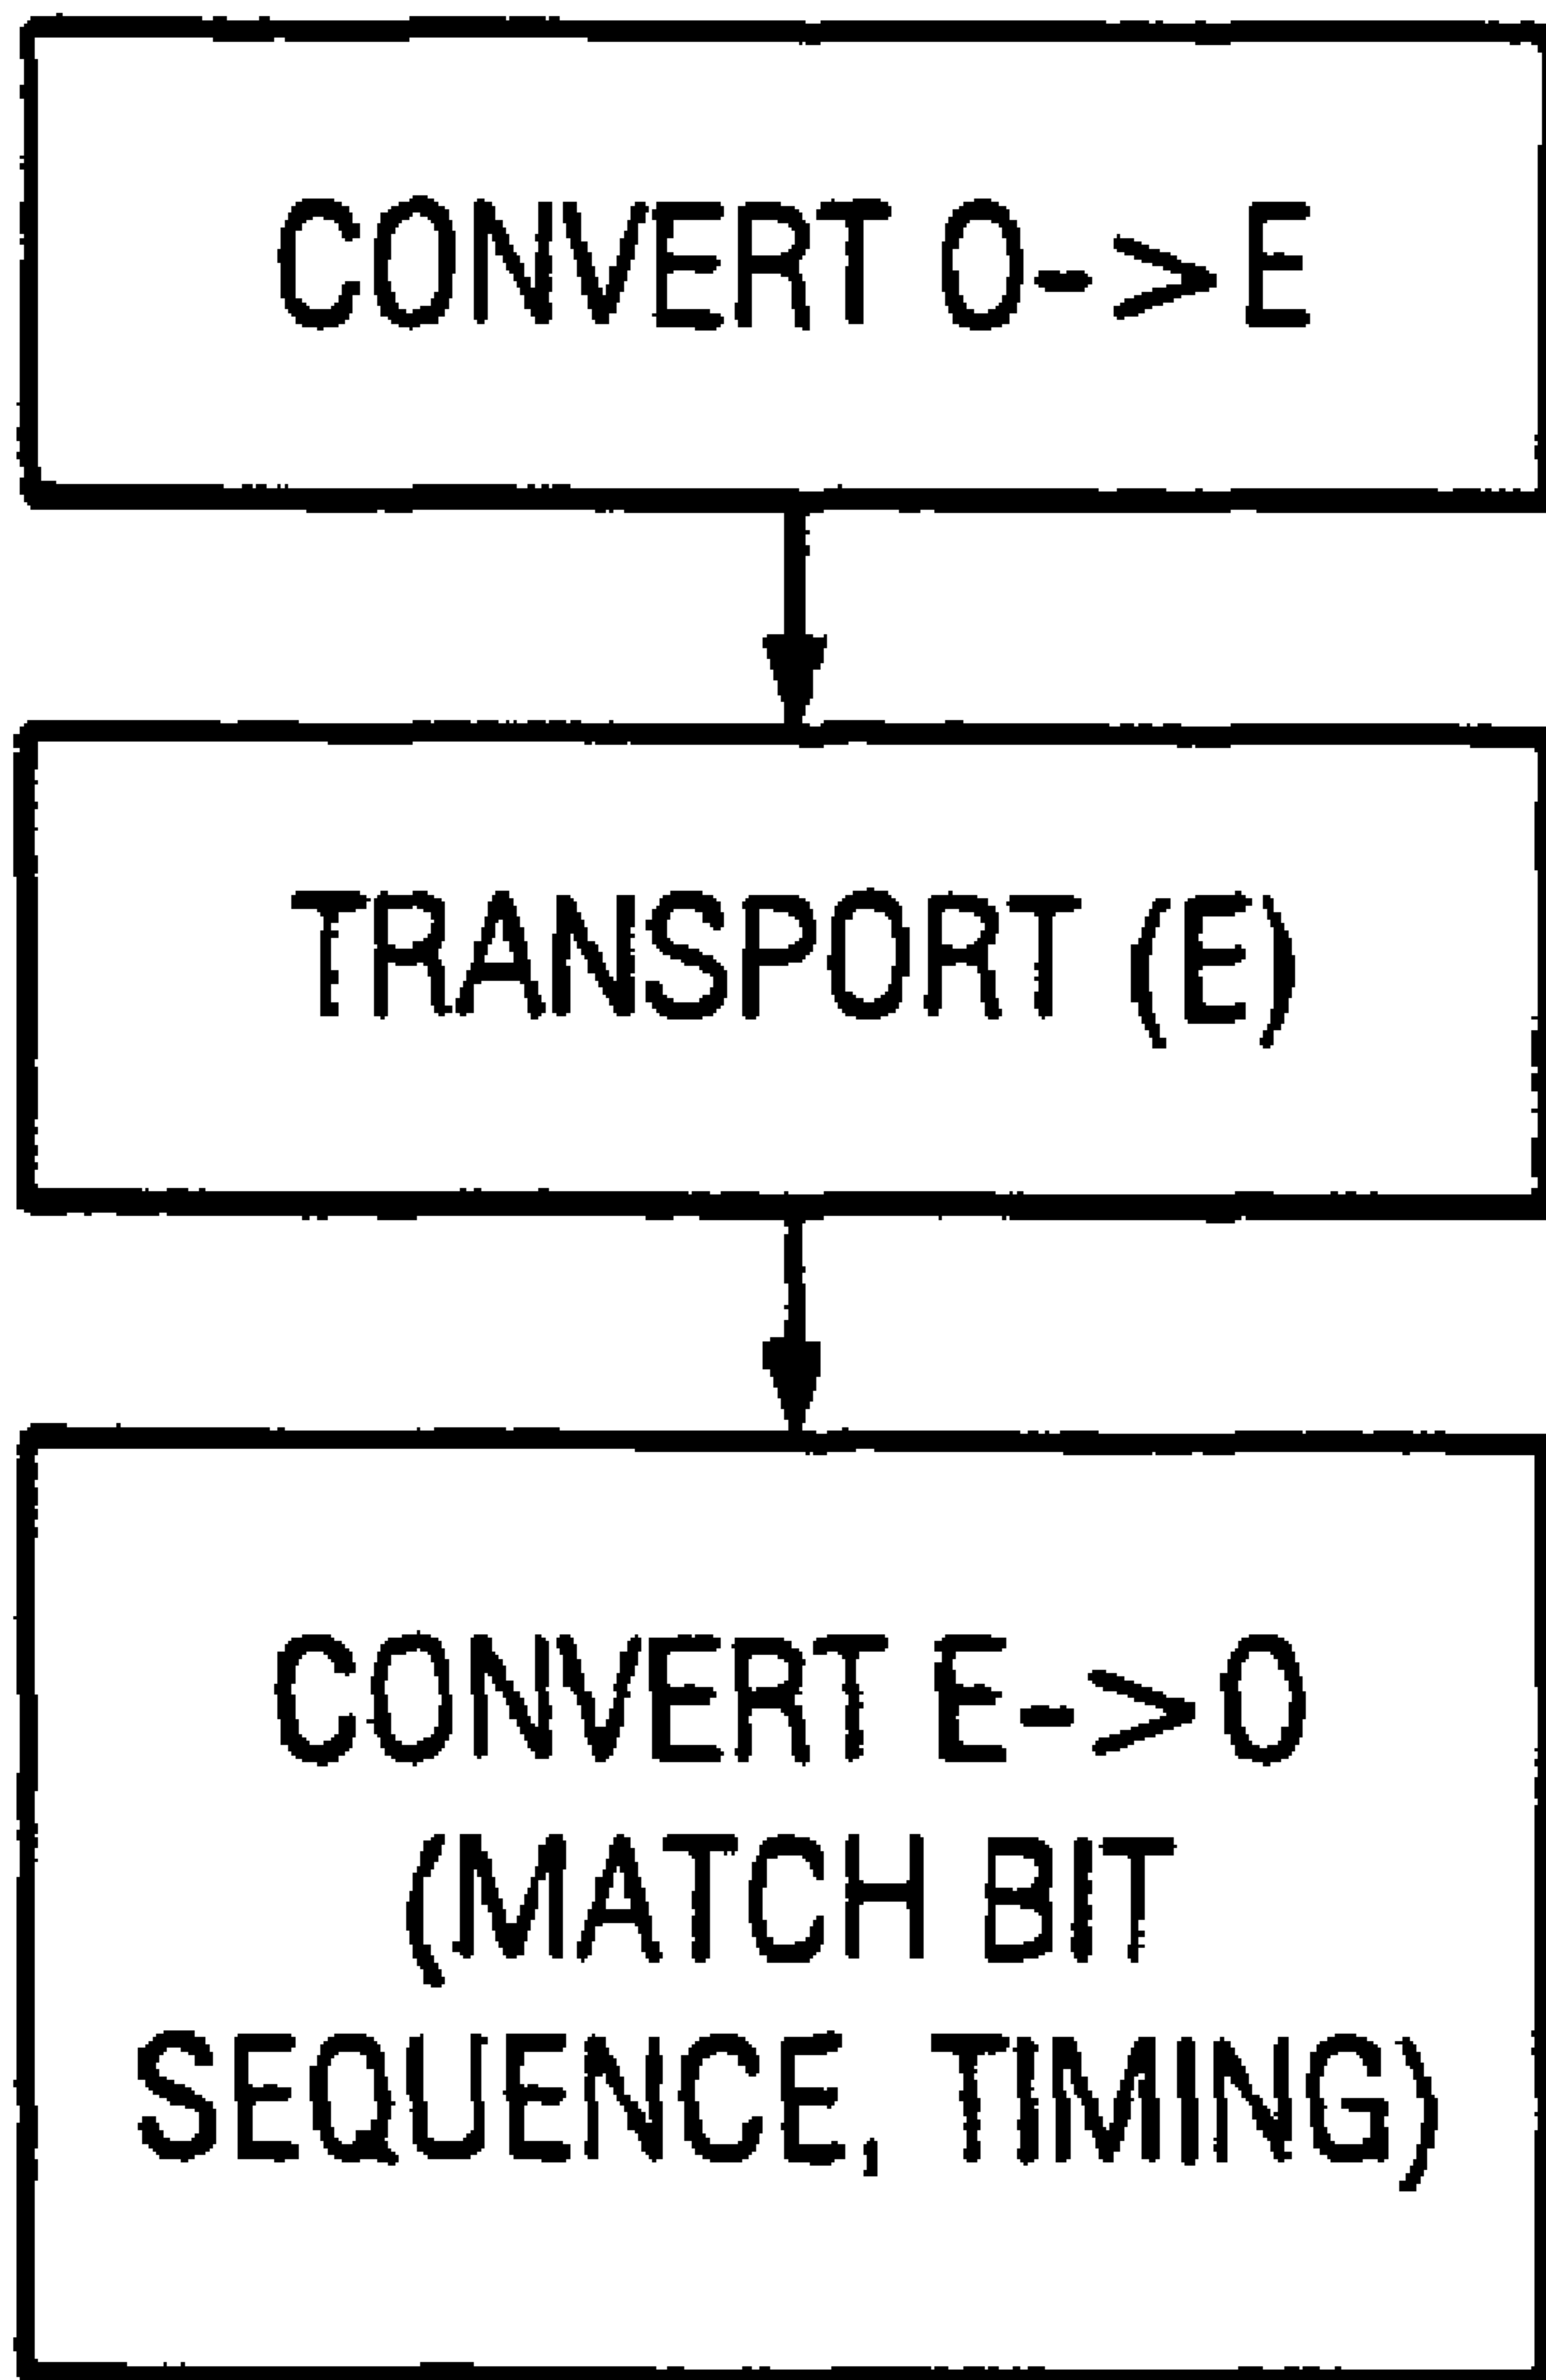 CONVERT O->E
TRANSPORT (E)
CONVERT E->O
(MATCH BIT
SEQUENCE, TIMING)